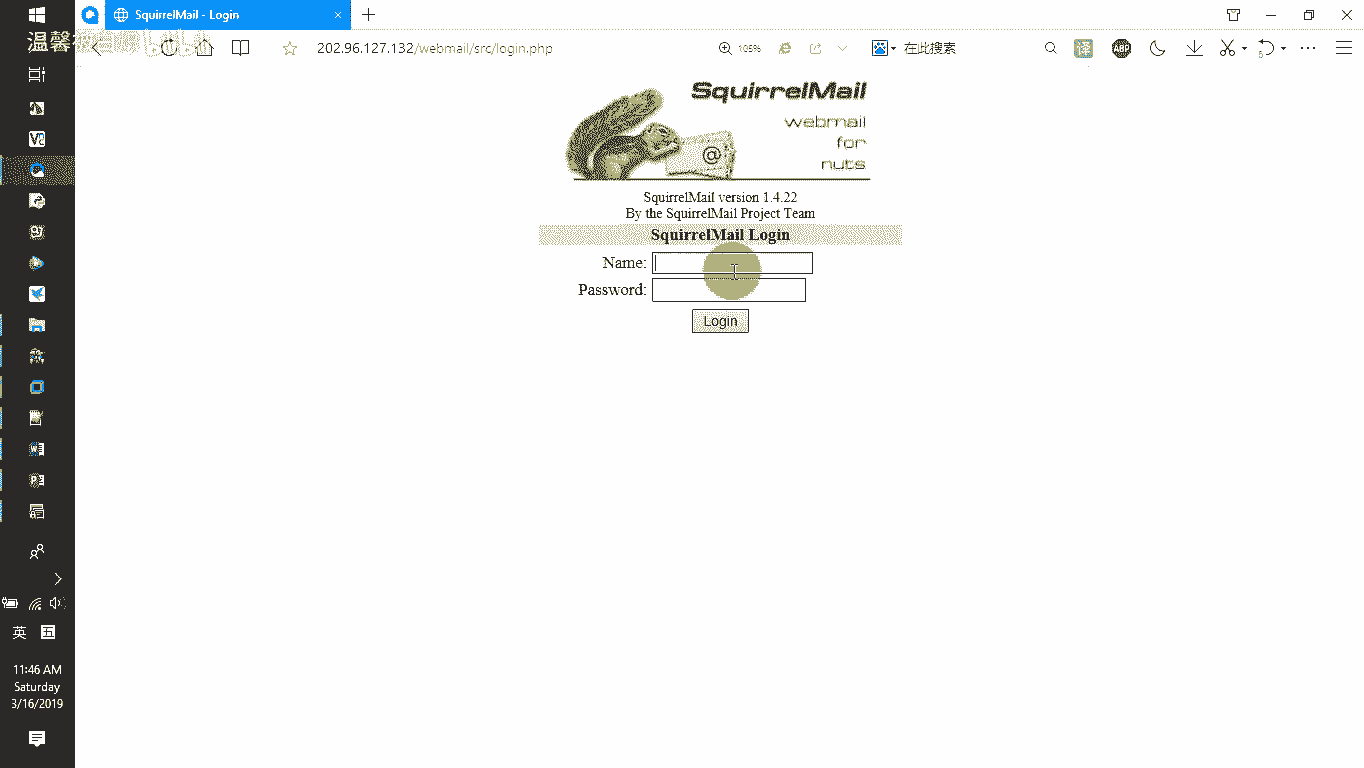 SquirrelMail - Login
温馨
202.96.127.132/webmail/src/login.php
105%
在此搜索
译
ABP
SquirrelMail
webmail
for
nuts
@
SquirrelMail version 1.4.22
By the SquirrelMail Project Team
SquirrelMail Login
Name:
Password:
Login
英 五
11:46 AM
Saturday
3/16/2019